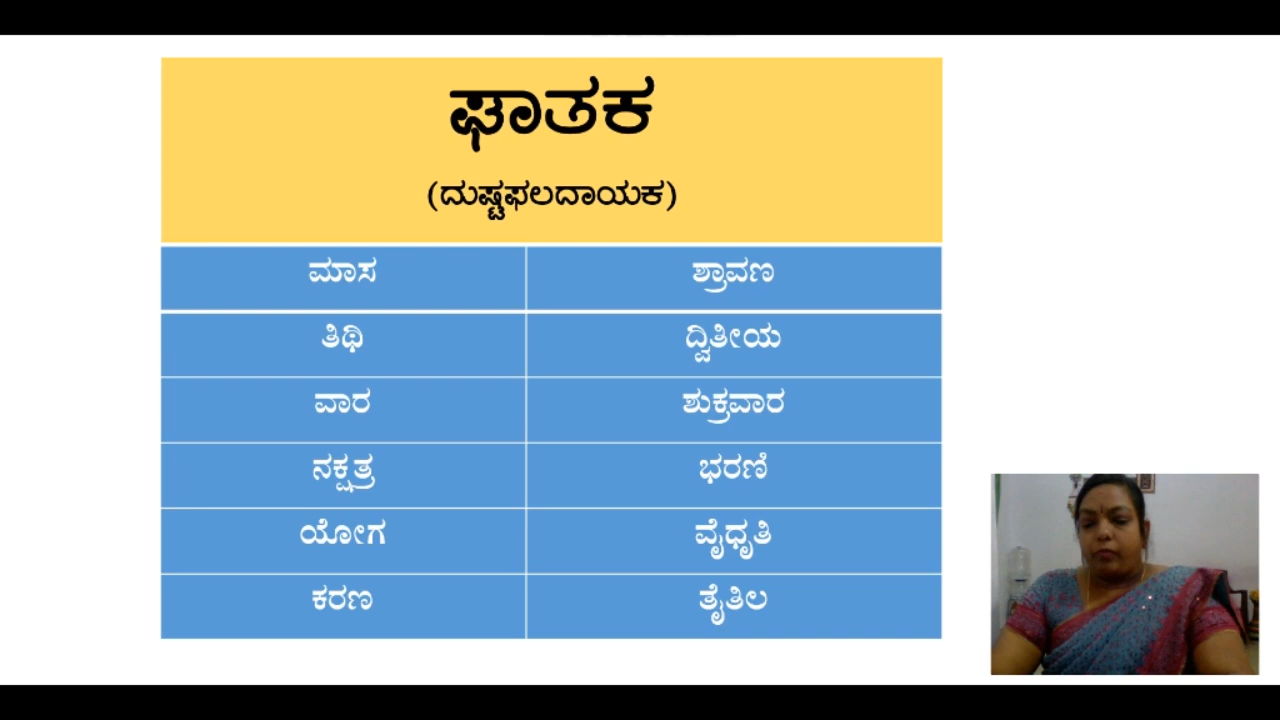 ಘಾತಕ
(ದುಷ್ಟಫಲದಾಯಕ)
ಮಾಸ ಶ್ರಾವಣ
ತಿಥಿ ದ್ವಿತೀಯ
ವಾರ ಶುಕ್ರವಾರ
ನಕ್ಷತ್ರ ಭರಣಿ
ಯೋಗ ವೈಧೃತಿ
ಕರಣ ತೈತಿಲ